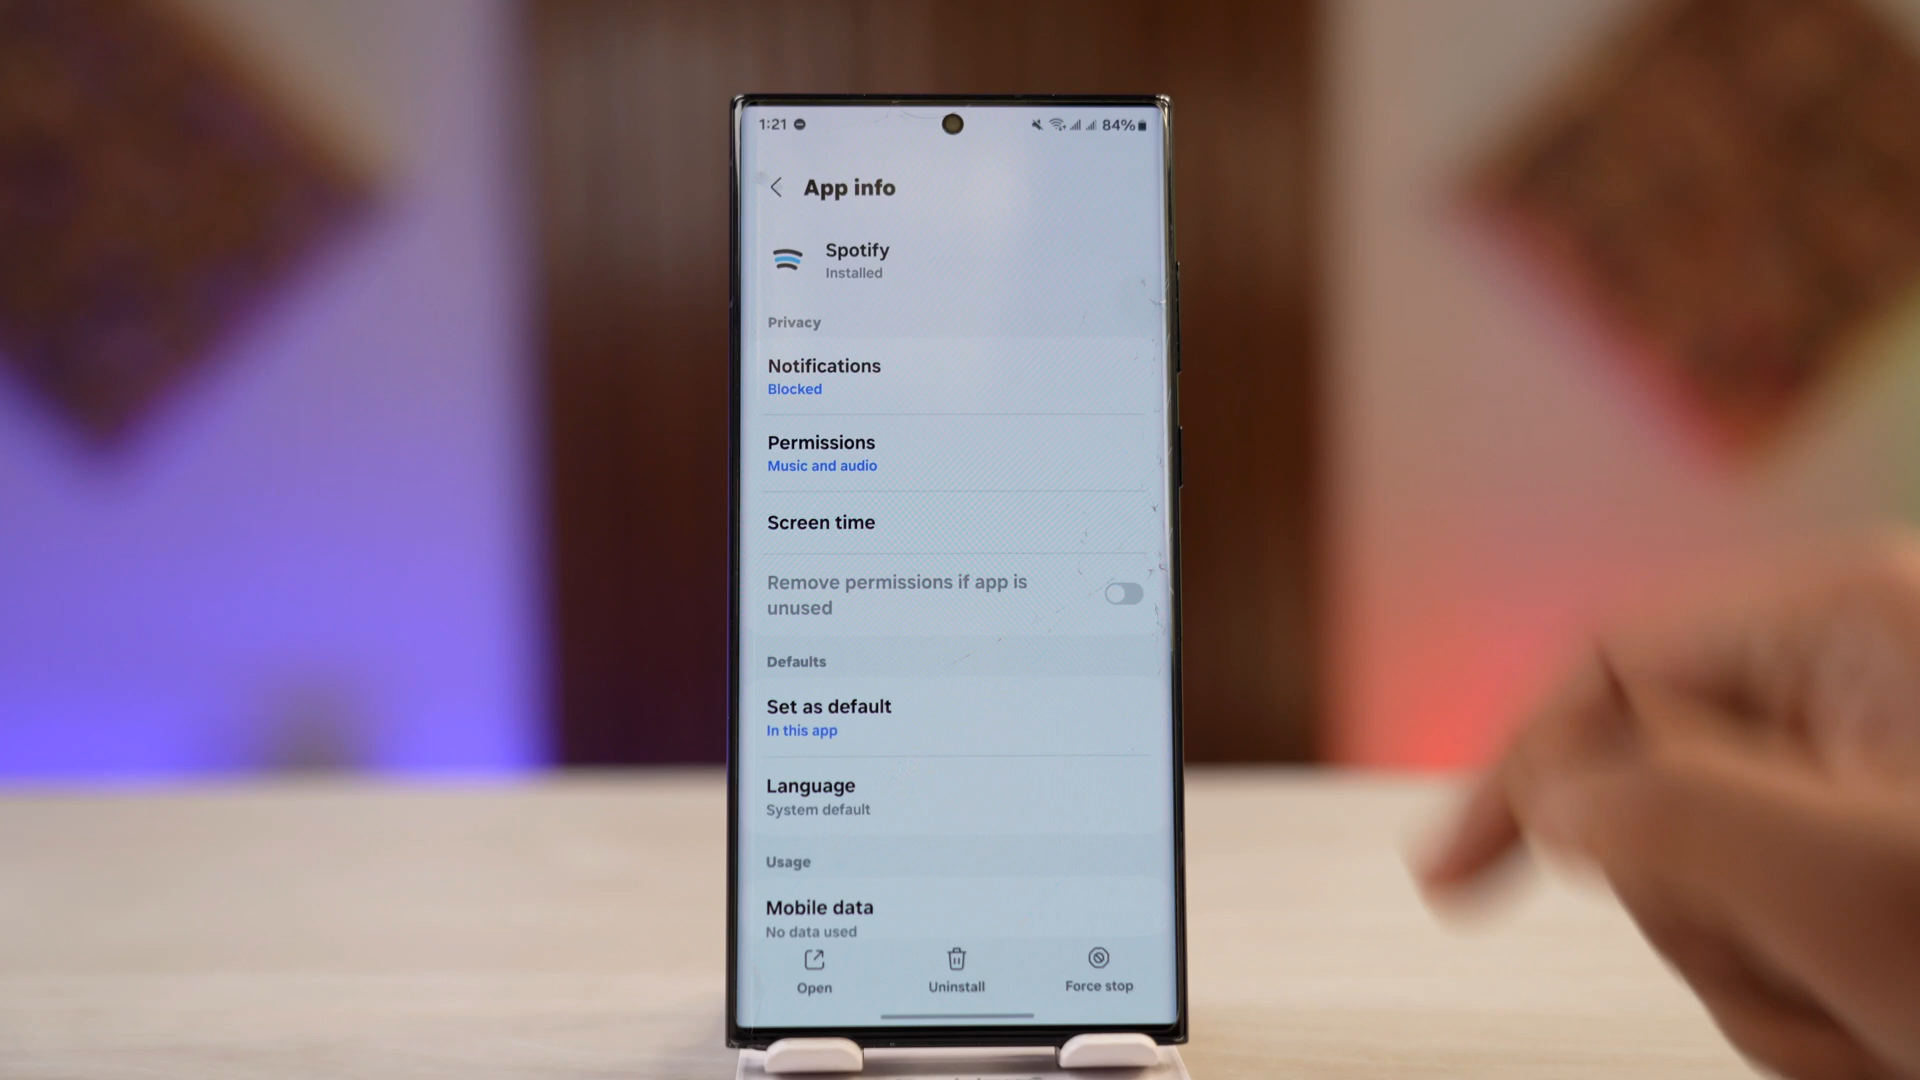 1:21
84%
App info
Spotify
Installed
Privacy
Notifications
Blocked
Permissions
Music and audio
Screen time
Remove permissions if app is
unused
Defaults
Set as default
In this app
Language
System default
Usage
Mobile data
No data used
Open
Uninstall
Force stop